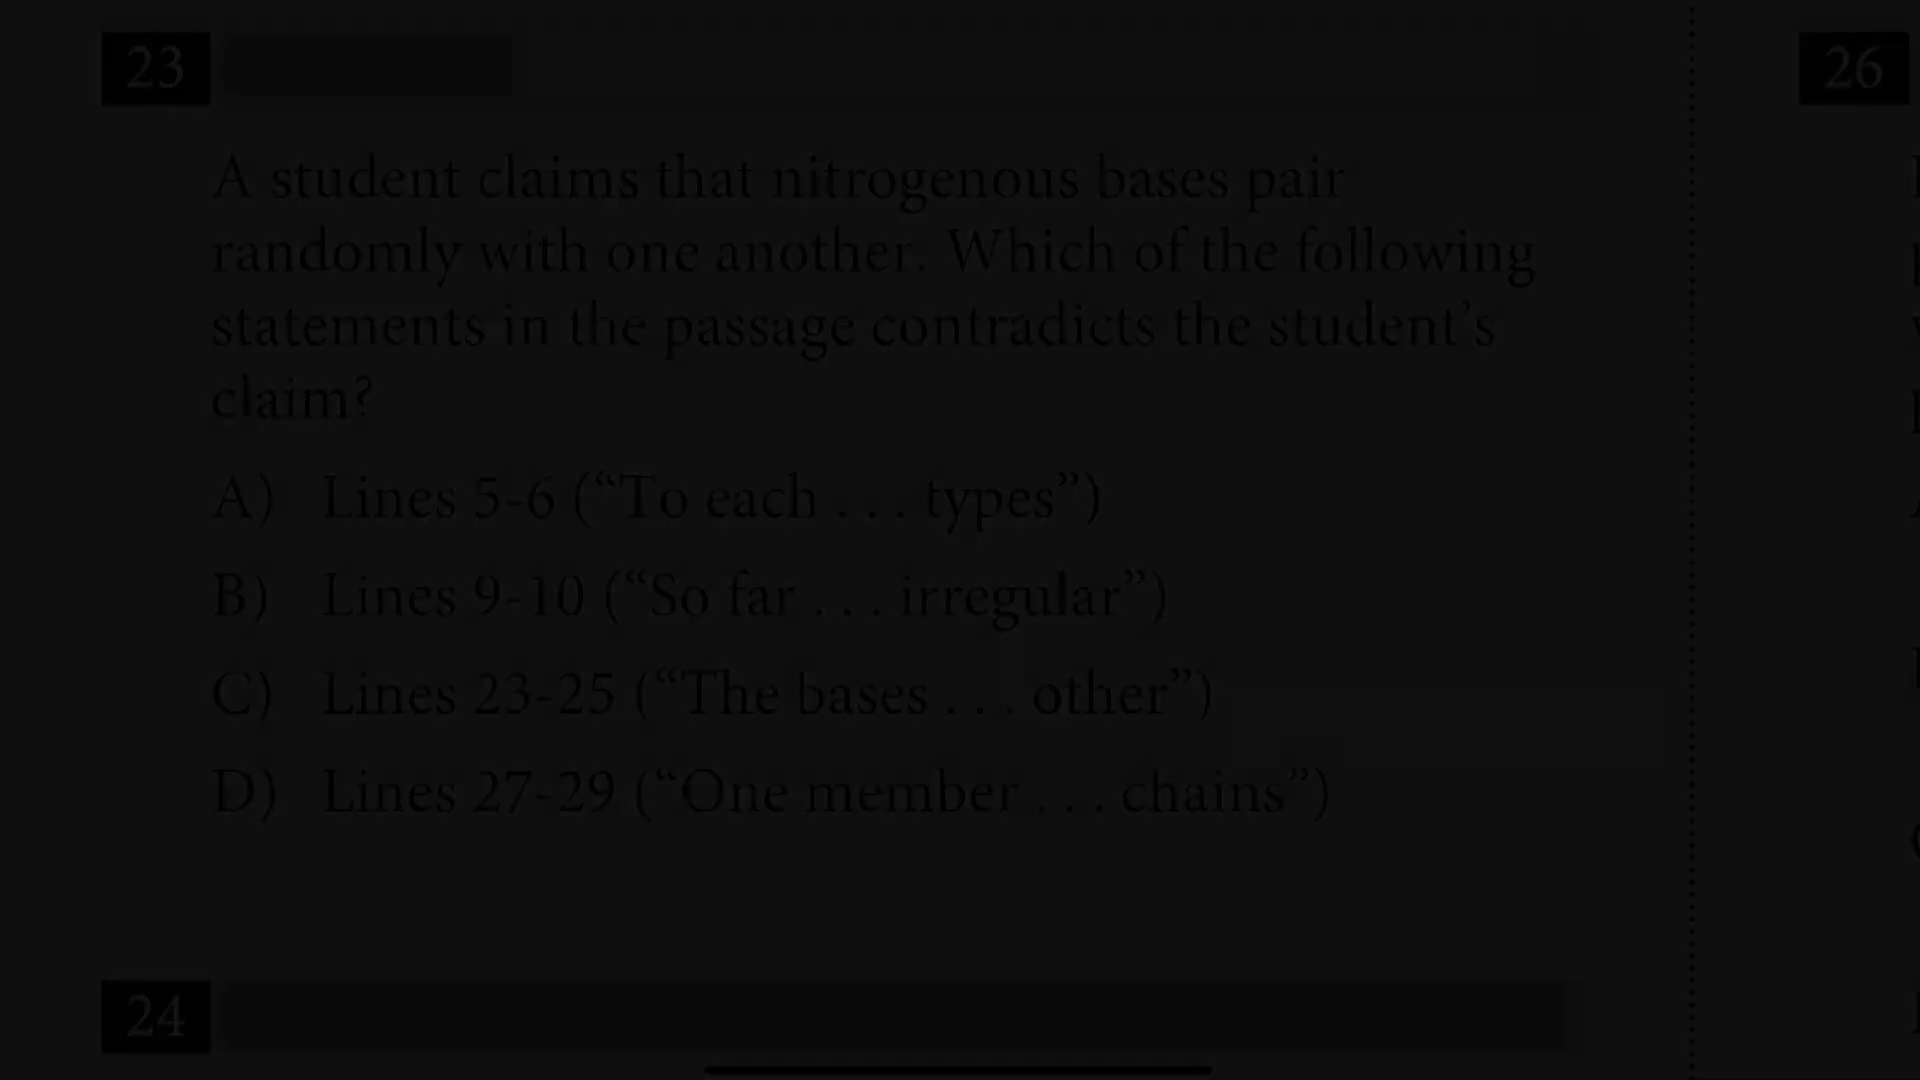 23
A student claims that nitrogenous bases pair
randomly with one another. Which of the following
statements in the passage contradicts the student’s
claim?
A) Lines 5-6 (“To each . . . types”)
B) Lines 9-10 (“So far . . . irregular”)
C) Lines 23-25 (“The bases . . . other”)
D) Lines 27-29 (“One member . . . chains”)
24
26